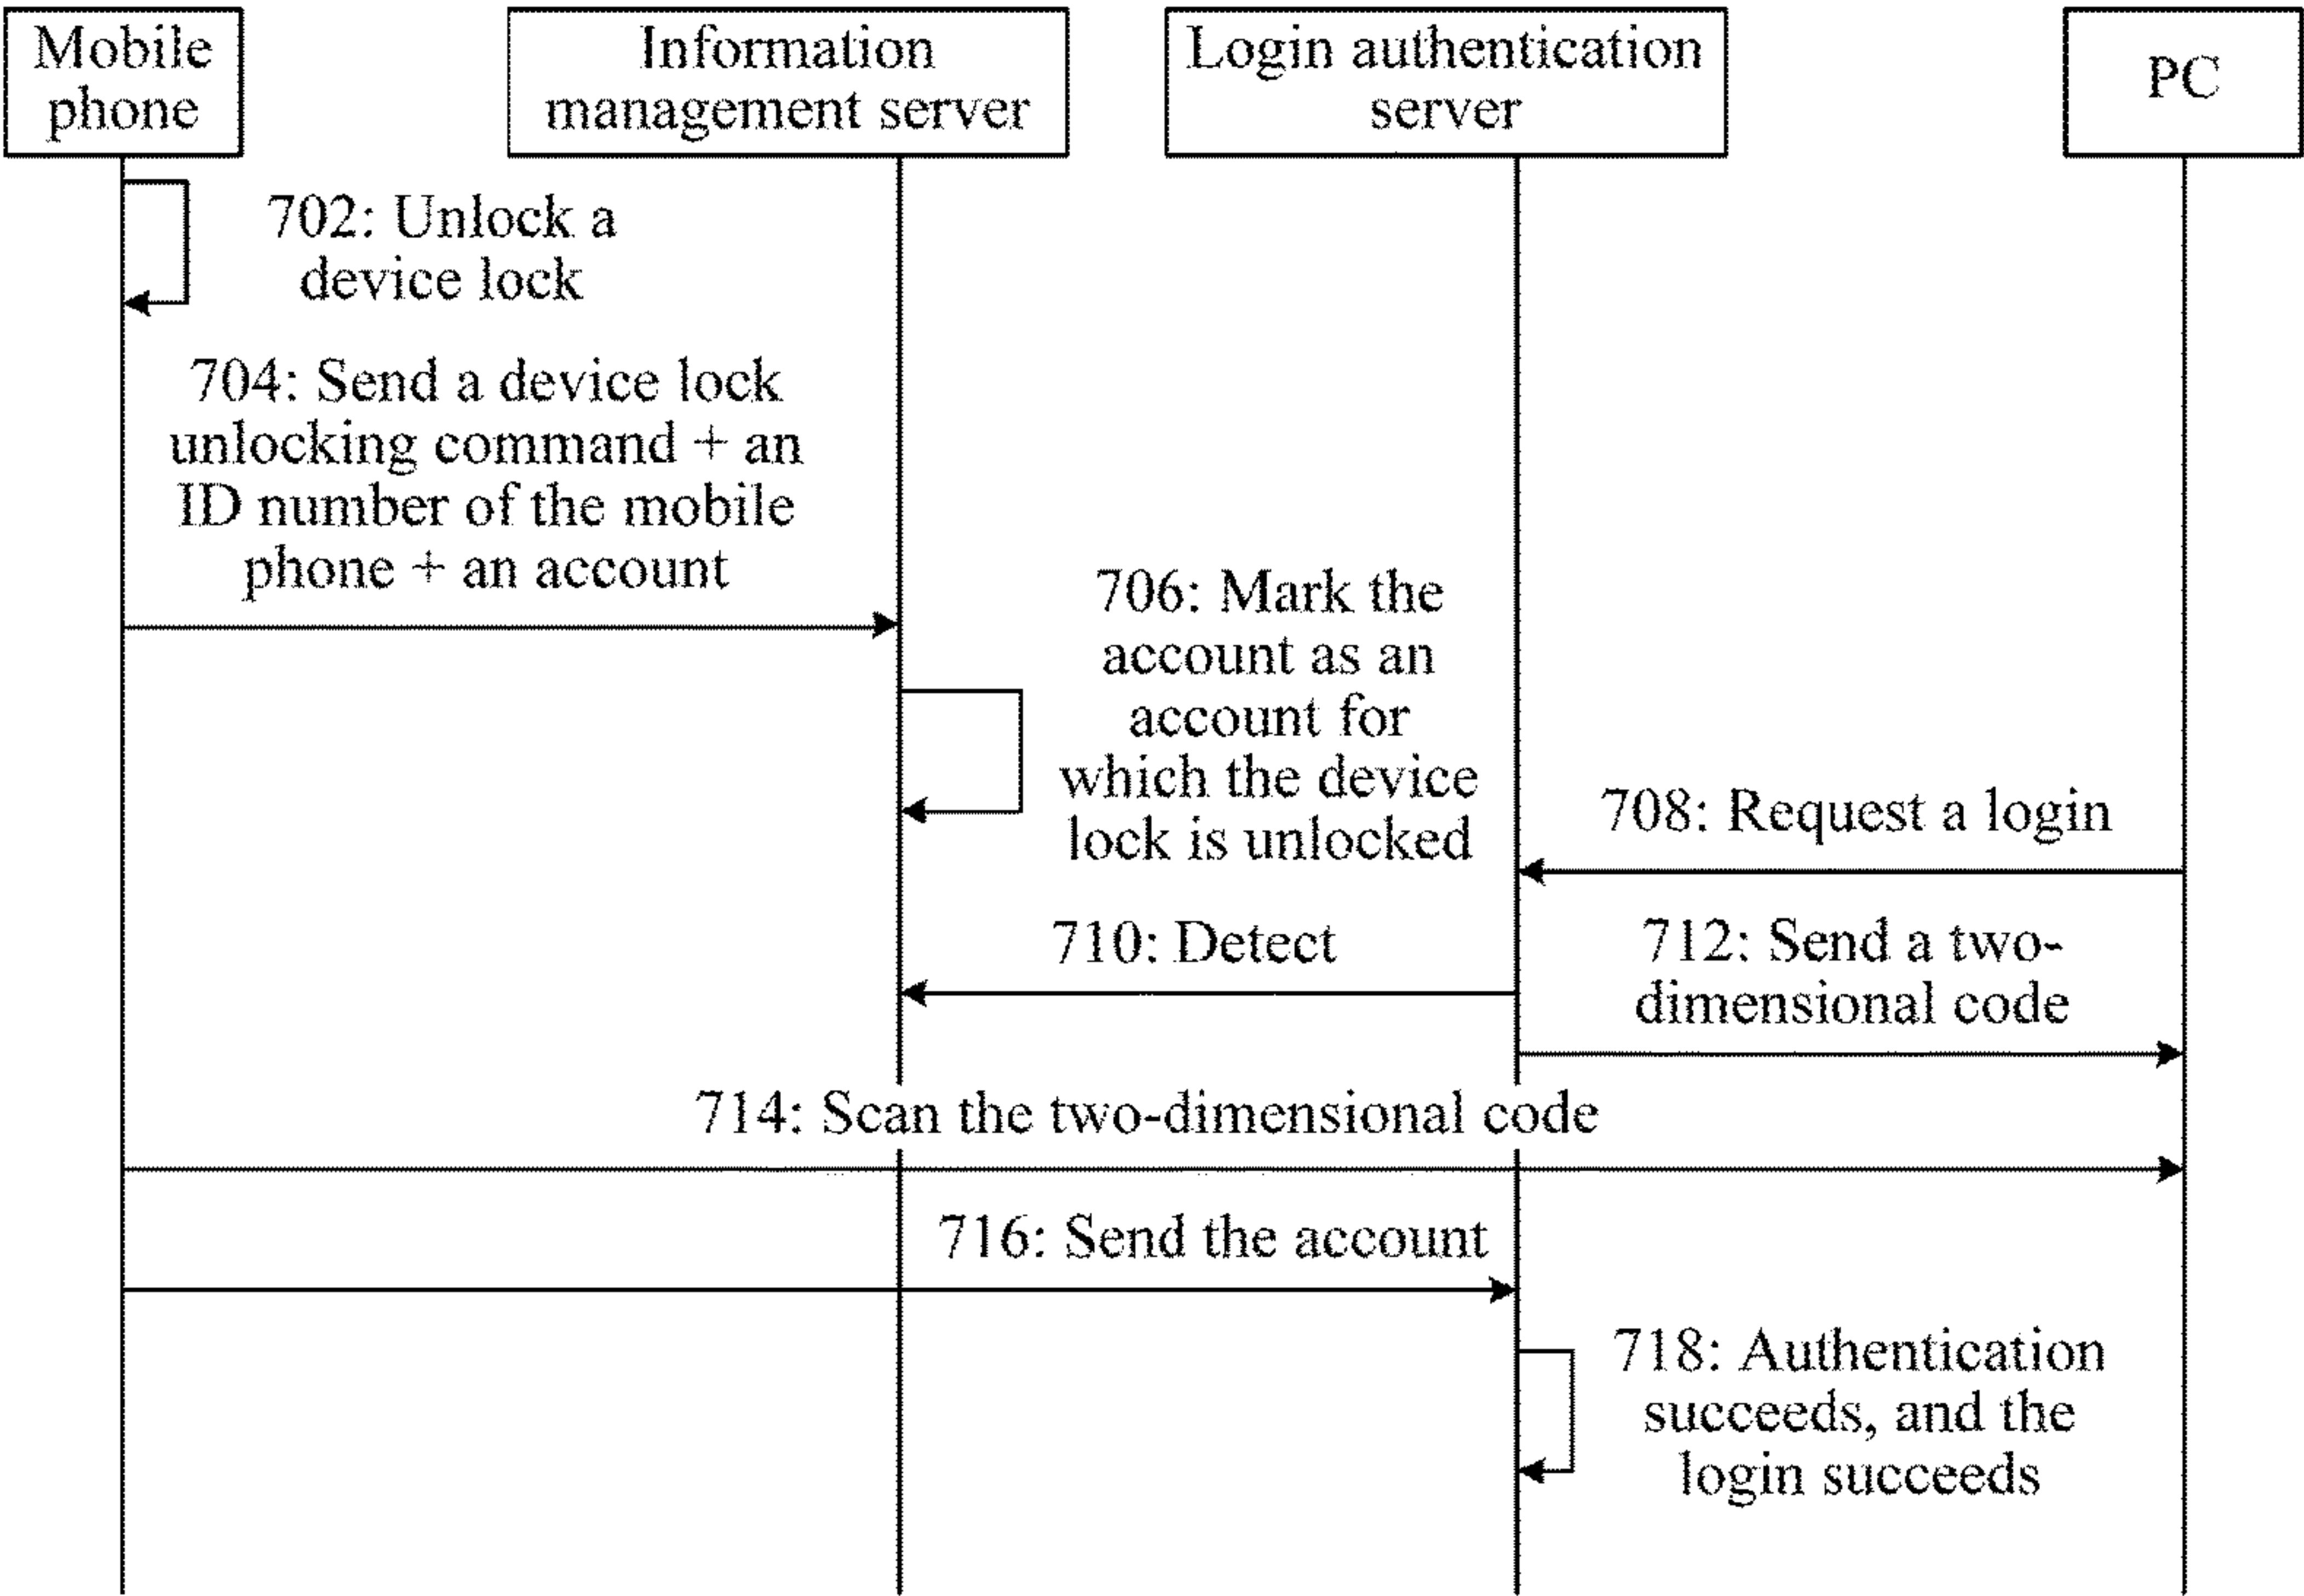 Mobile
phone
Information
management server
Login authentication
server
PC
702: Unlock a
device lock
704: Send a device lock
unlocking command + an
ID number of the mobile
phone + an account
706: Mark the
account as an
account for
which the device
lock is unlocked
708: Request a login
710: Detect
712: Send a two-
dimensional code
714: Scan the two-dimensional code
716: Send the account
718: Authentication
succeeds, and the
login succeeds